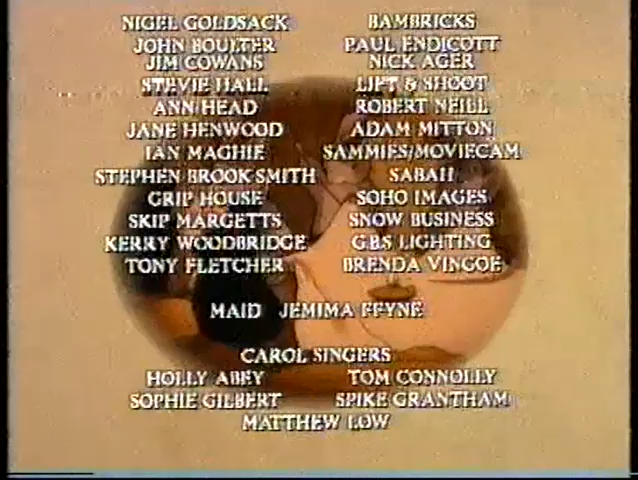 NIGEL GOLDSACK BAMBRICKS
JOHN BOULTER PAUL ENDICOTT
JIM COWANS NICK AGER
STEVIE HALL LIFT & SHOOT
ANN HEAD ROBERT NEILL
JANE HENWOOD ADAM MITTON
IAN MAGHIE SAMMIES/MOVIECAM
STEPHEN BROOK-SMITH SABAH
GRIP HOUSE SOHO IMAGES
SKIP MARGETTS SNOW BUSINESS
KERRY WOODBRIDGE G.B.S LIGHTING
TONY FLETCHER BRENDA VINGOE
MAID JEMIMA
CAROL SINGERS
HOLLY ABEY TOM CONNOLLY
SOPHIE GILBERT SPIKE GRANTHAM
MATTHEW LOW